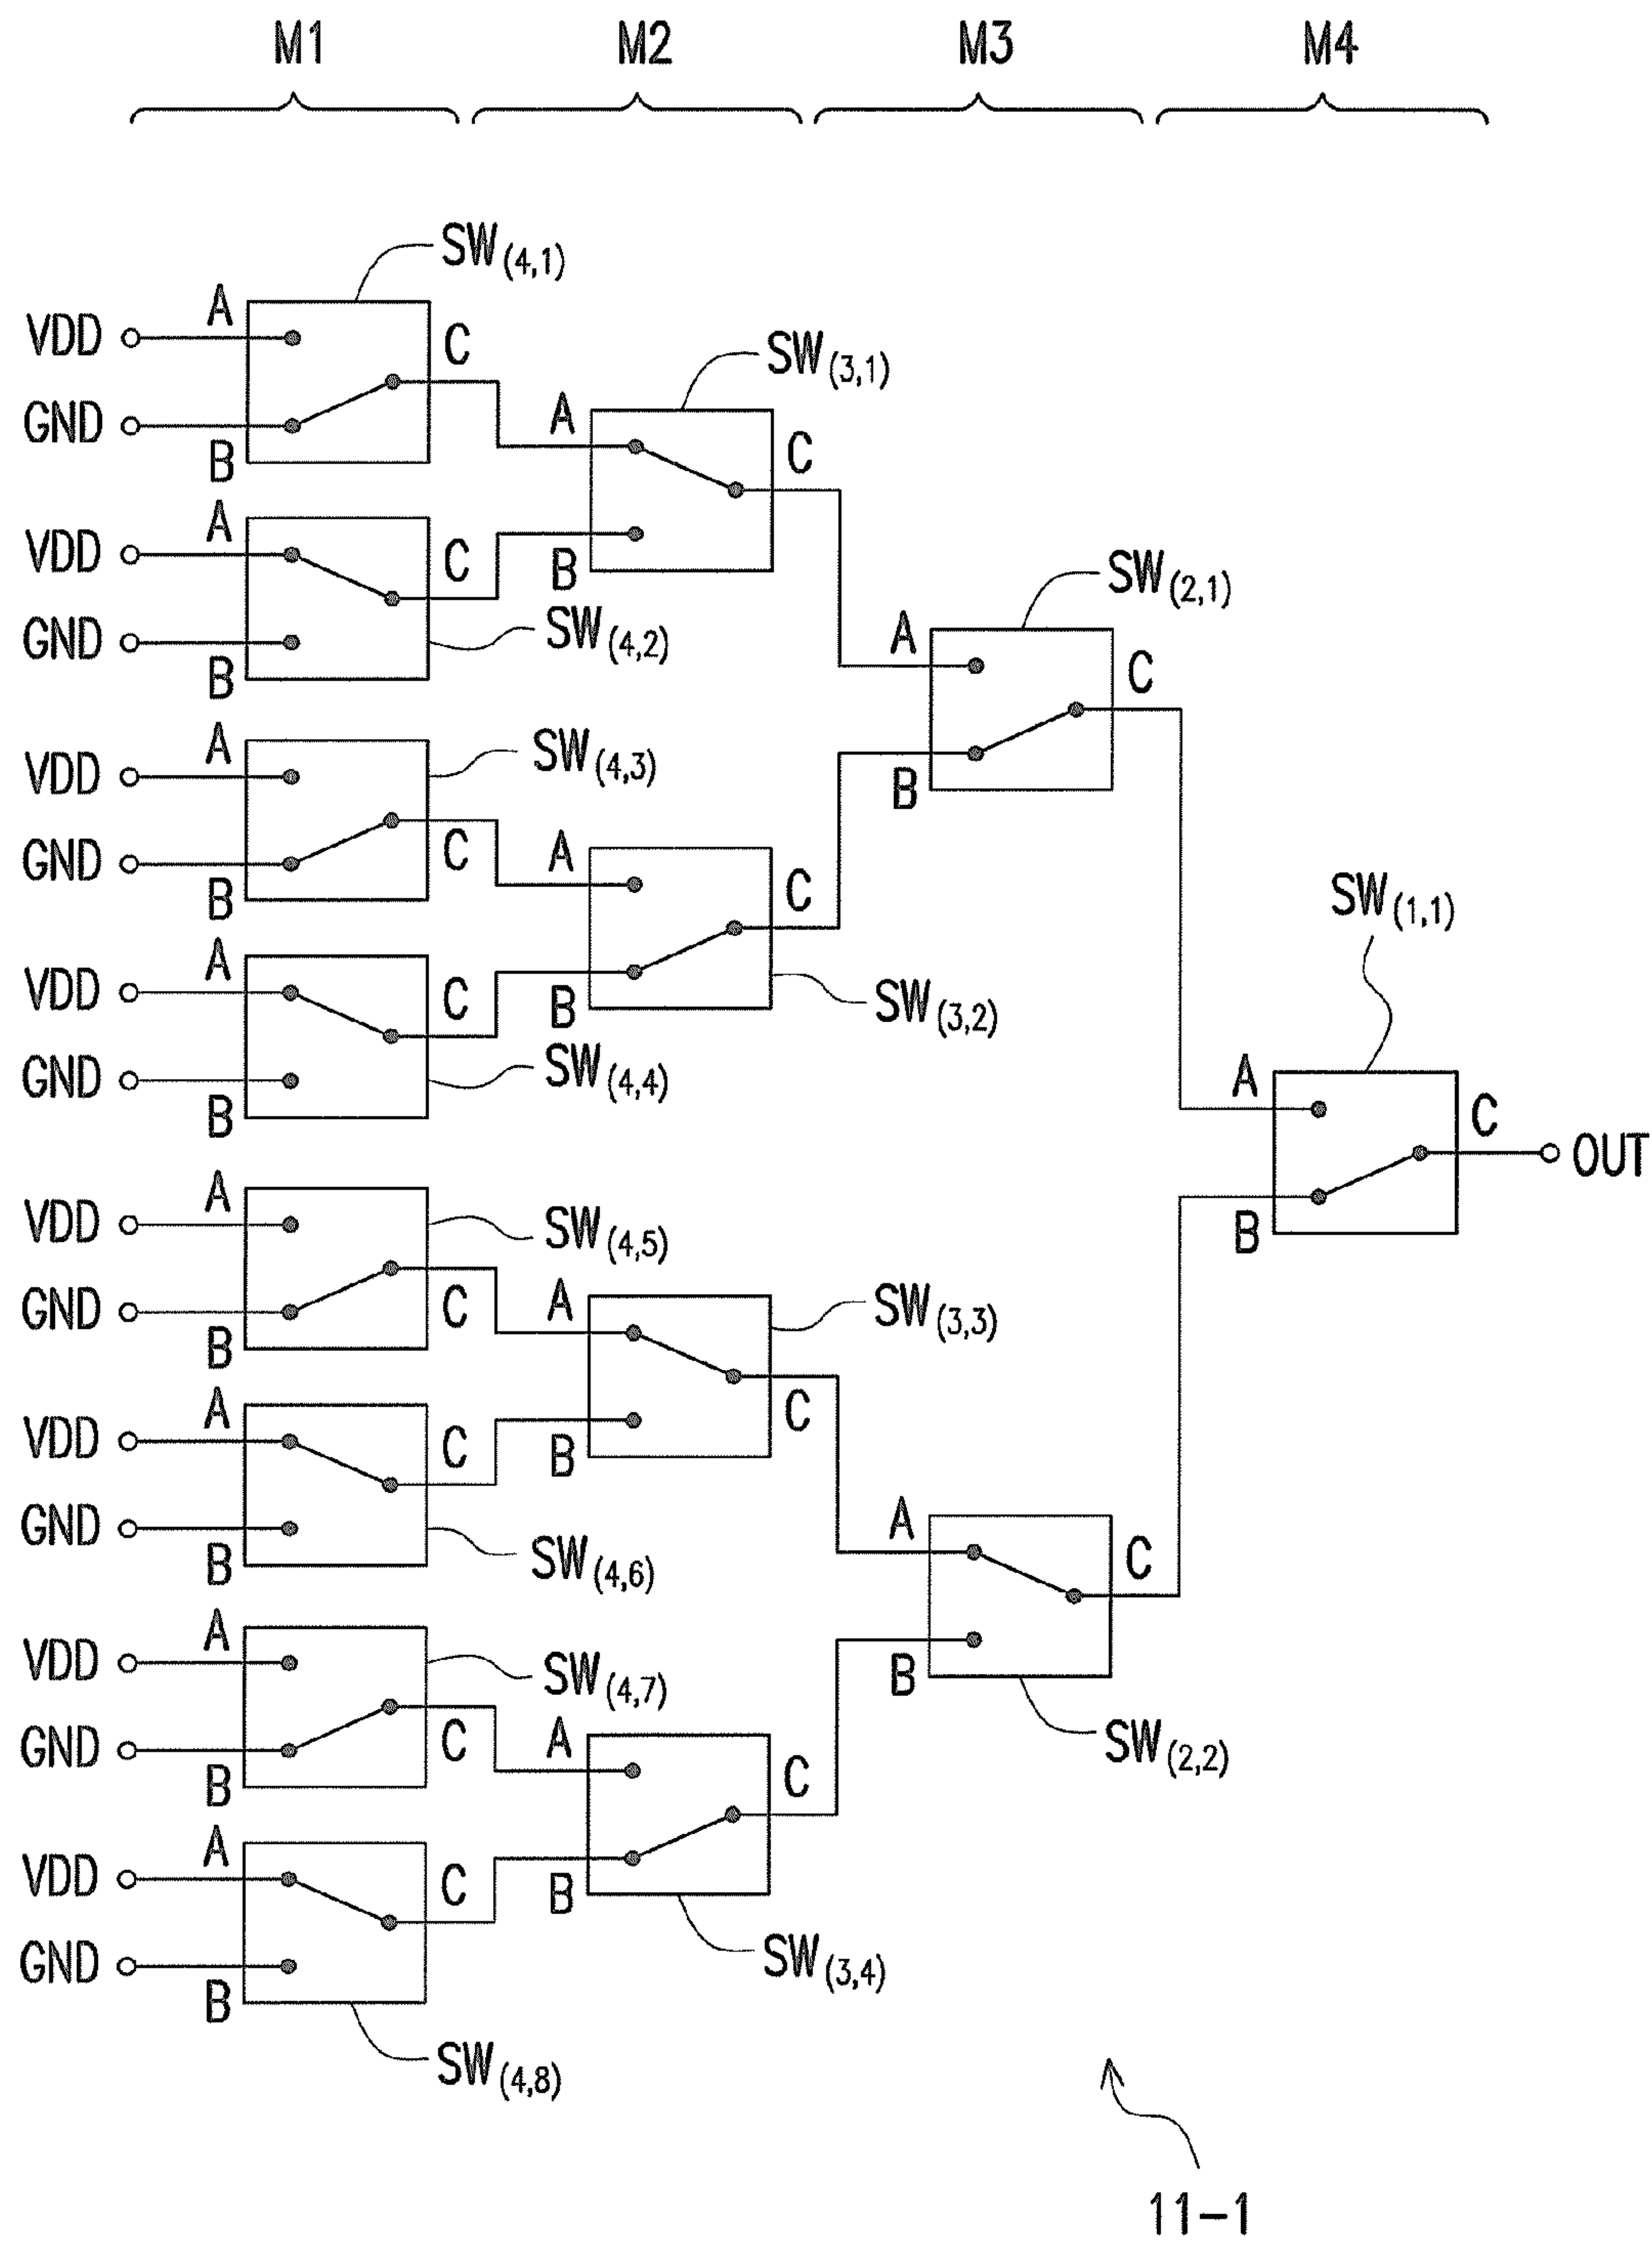 M1 M2 M3 M4
SW(4,1)
A
VDD
C
SW(3,1)
GND
B
A
C
A
VDD
C
B
SW(2,1)
GND
SW(4,2)
B
A
C
A
SW(4,3)
VDD
B
GND
C
A
C
SW(1,1)
B
A
VDD
C
B
SW(3,2)
GND
SW(4,4)
B
A
C
OUT
A
VDD
SW(4,5)
B
GND
C
A
SW(3,3)
B
A
C
VDD
C
B
GND
A
C
B
SW(4,6)
A
VDD
SW(4,7)
B
GND
C
A
C
SW(2,2)
B
A
VDD
C
B
GND
SW(3,4)
B
SW(4,8)
11-1